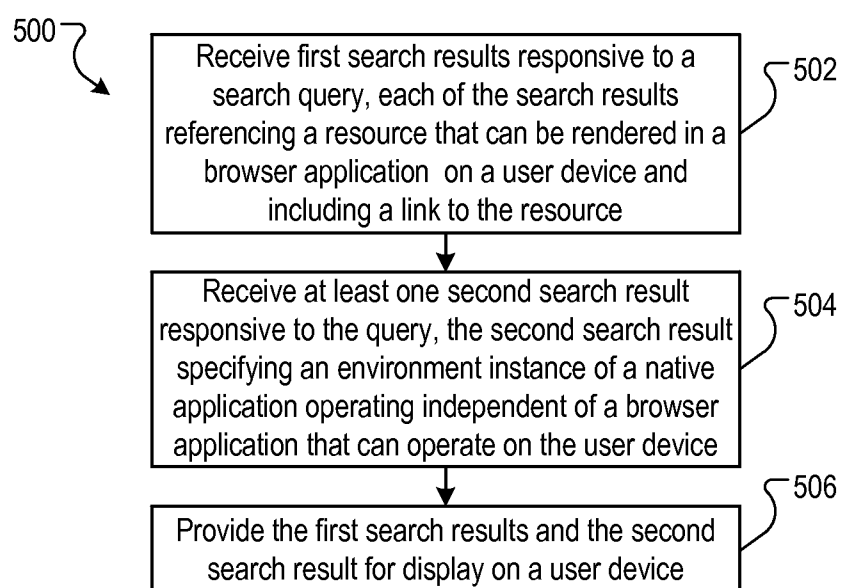 500
Receive first search results responsive to a
search query, each of the search results
referencing a resource that can be rendered in a
browser application on a user device and
including a link to the resource
502
Receive at least one second search result
responsive to the query, the second search result
specifying an environment instance of a native
application operating independent of a browser
application that can operate on the user device
504
Provide the first search results and the second
search result for display on a user device
506